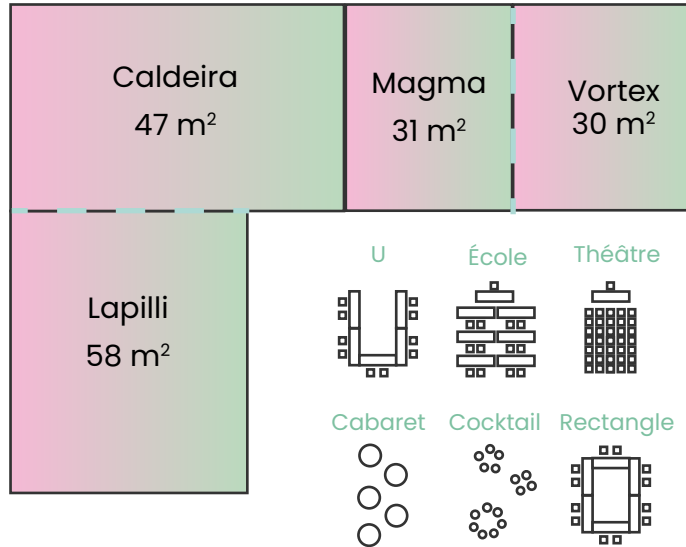 Caldeira
47 m²
Magma
31 m²
Vortex
30 m²
Lapilli
58 m²
U
École
Théâtre
Cabaret
Cocktail
Rectangle